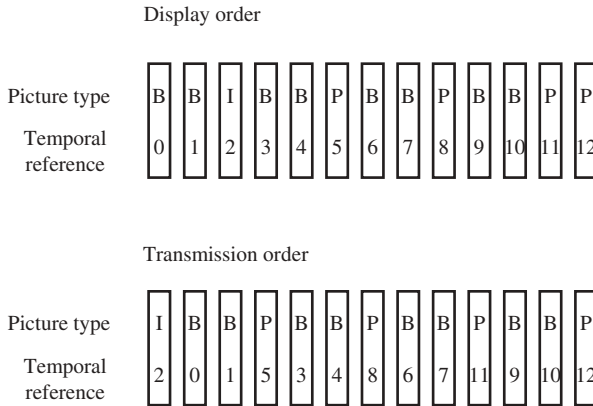 Display order
Picture type B B I B B P B B P B B P P
Temporal reference 0 1 2 3 4 5 6 7 8 9 10 11 12
Transmission order
Picture type I B B P B B P B B P B B P
Temporal reference 2 0 1 5 3 4 8 6 7 11 9 10 12